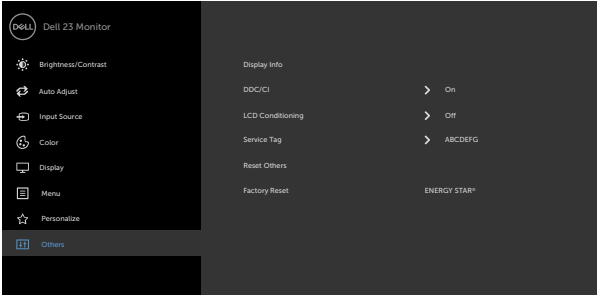 DELL Dell 23 Monitor
Brightness/Contrast
Auto Adjust
Input Source
Color
Display
Menu
Personalize
Others
Display Info
DDC/CI On
LCD Conditioning Off
Service Tag ABCDEFG
Reset Others
Factory Reset ENERGY STAR®